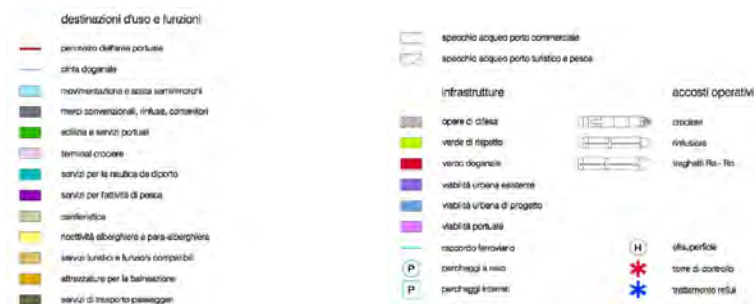 destinazioni d'uso e funzioni
perimetro dell'area portuale
cinta doganale
movimentazione e sosta semirimorchi
merci convenzionali, rinfuse, contenitori
edilizia e servizi portuali
terminal crociere
servizi per la nautica da diporto
servizi per l'attività di pesca
cantieristica
ricettività alberghiera e para-alberghiera
servizi turistici e funzioni compatibili
attrezzature per la balneazione
servizi di trasporto passeggeri
specchio acqueo porto commerciale
specchio acqueo porto turistico e pesca
infrastrutture
opere di difesa
verde di rispetto
varco doganale
viabilità urbana esistente
viabilità urbana di progetto
viabilità portuale
raccordo ferroviario
P parcheggi a raso
P parcheggi interrati
accosti operativi
crociere
rinfusiere
traghetti Ro - Ro
H elisuperficie
torre di controllo
trattamento reflui